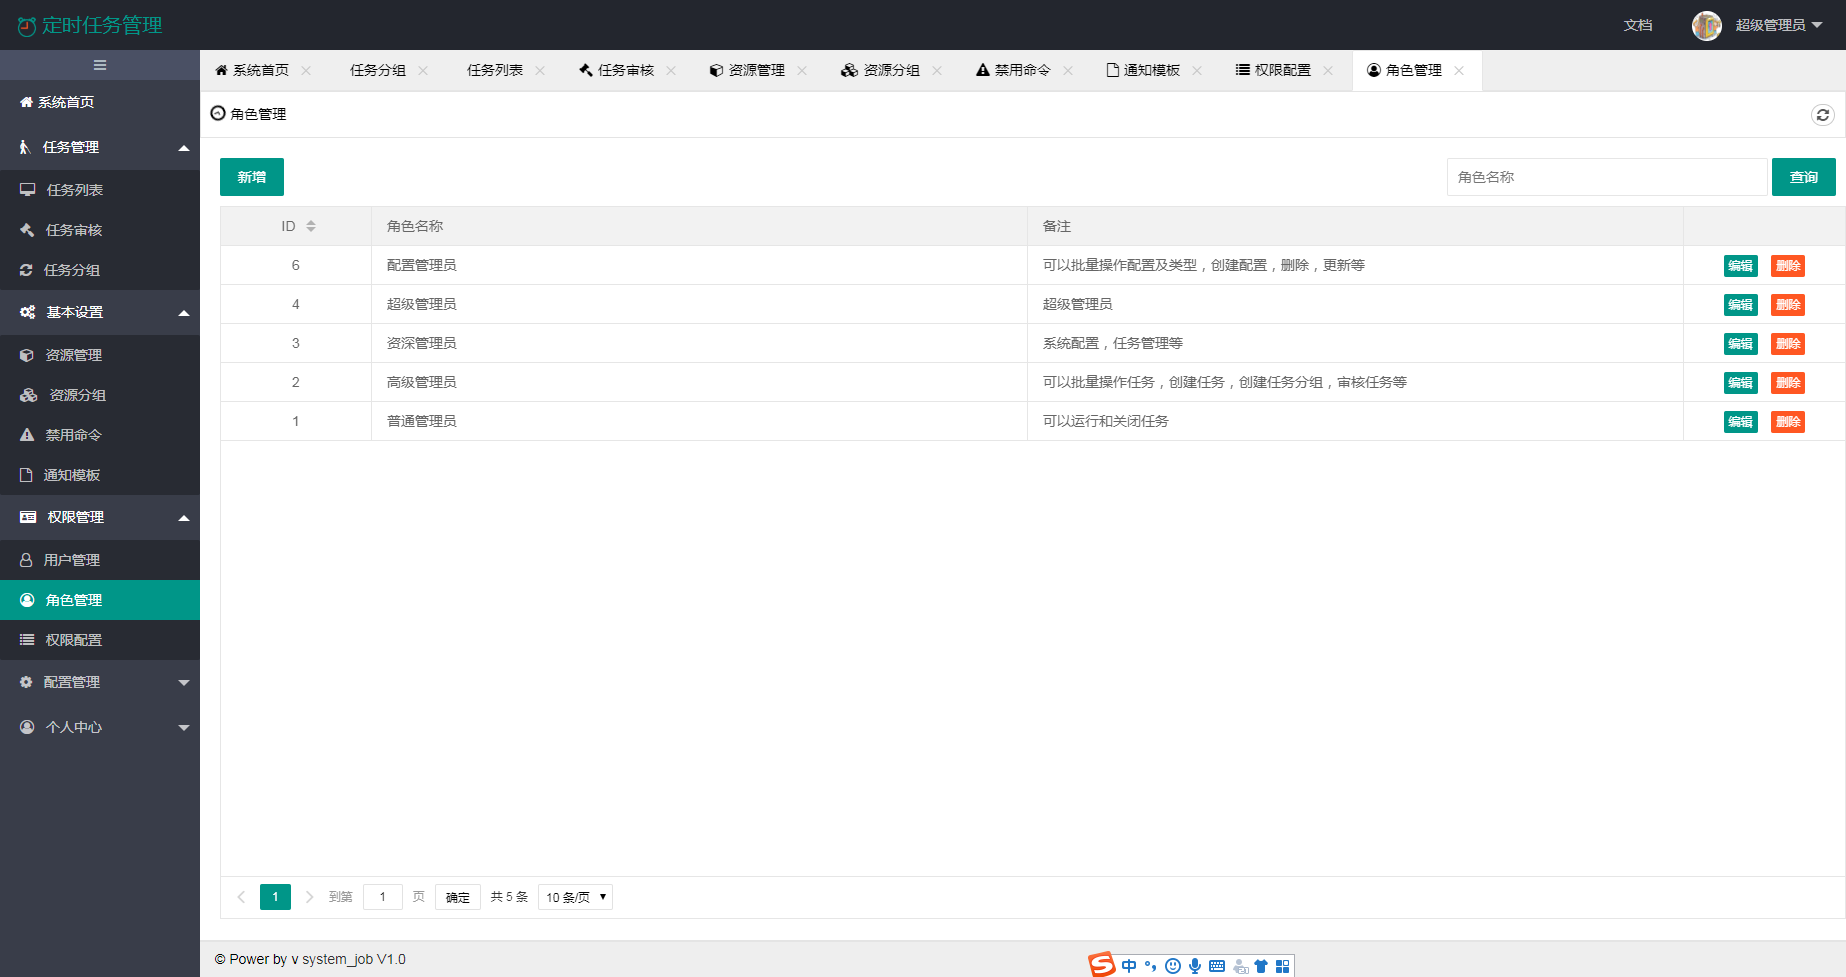 定时任务管理
文档
超级管理员
系统首页 任务分组 任务列表 任务审核 资源管理 资源分组 禁用命令 通知模板 权限配置 角色管理
系统首页
任务管理
任务列表
任务审核
任务分组
基本设置
资源管理
资源分组
禁用命令
通知模板
权限管理
用户管理
角色管理
权限配置
配置管理
个人中心
角色管理
新增
角色名称 查询
ID 角色名称 备注
6 配置管理员 可以批量操作配置及类型，创建配置，删除，更新等 编辑 删除
4 超级管理员 超级管理员 编辑 删除
3 资深管理员 系统配置，任务管理等 编辑 删除
2 高级管理员 可以批量操作任务，创建任务，创建任务分组，审核任务等 编辑 删除
1 普通管理员 可以运行和关闭任务 编辑 删除
1 到第 1 页 确定 共 5 条 10 条/页
© Power by v system_job V1.0
S 中